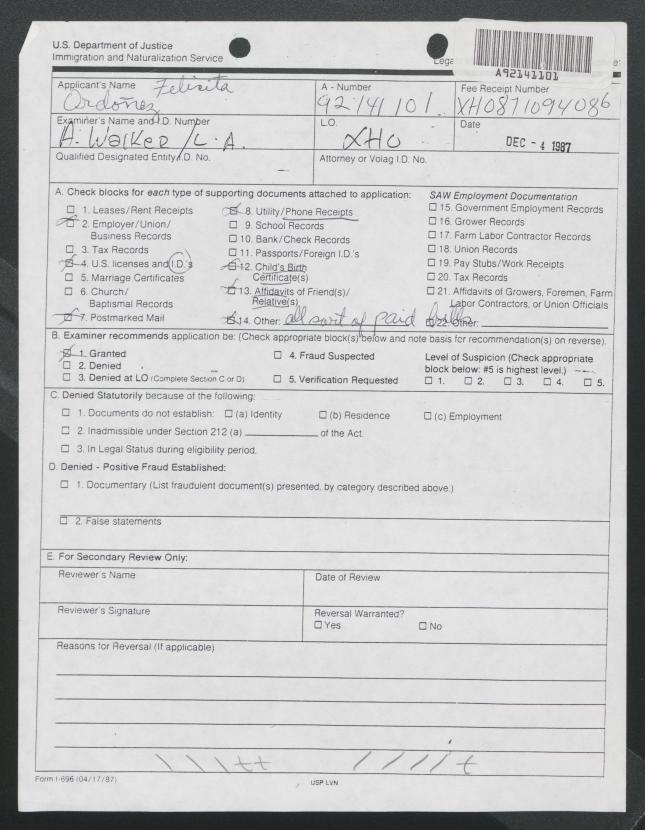 U.S. Department of Justice
Immigration and Naturalization Service
A92141101
Applicant's Name Felicita
Ordoñez
A - Number
92 141 101
Fee Receipt Number
XHO871094086
Examiner's Name and I.D. Number
A. Walker / L.A.
LO.
XHO
Date
DEC - 4 1987
Qualified Designated Entity I.D. No.
Attorney or Volag I.D. No.
A. Check blocks for each type of supporting documents attached to application:
☐ 1. Leases/Rent Receipts
☒ 2. Employer/Union/
Business Records
☐ 3. Tax Records
☒ 4. U.S. licenses and I.D.'s
☐ 5. Marriage Certificates
☐ 6. Church/
Baptismal Records
☒ 7. Postmarked Mail
☒ 8. Utility/Phone Receipts
☐ 9. School Records
☐ 10. Bank/Check Records
☐ 11. Passports/Foreign I.D.'s
☒ 12. Child's Birth
Certificate(s)
☒ 13. Affidavits of Friend(s)/
Relative(s)
☒ 14. Other: all sort of paid bills
SAW Employment Documentation
☐ 15. Government Employment Records
☐ 16. Grower Records
☐ 17. Farm Labor Contractor Records
☐ 18. Union Records
☐ 19. Pay Stubs/Work Receipts
☐ 20. Tax Records
☐ 21. Affidavits of Growers, Foremen, Farm
Labor Contractors, or Union Officials
☐ 22. Other:
B. Examiner recommends application be: (Check appropriate block(s) below and note basis for recommendation(s) on reverse).
☒ 1. Granted
☐ 2. Denied
☐ 3. Denied at LO (Complete Section C or D)
☐ 4. Fraud Suspected
☐ 5. Verification Requested
Level of Suspicion (Check appropriate
block below: #5 is highest level.)
☐ 1. ☐ 2. ☐ 3. ☐ 4. ☐ 5.
C. Denied Statutorily because of the following:
☐ 1. Documents do not establish: ☐ (a) Identity ☐ (b) Residence ☐ (c) Employment
☐ 2. Inadmissible under Section 212 (a) ____ of the Act.
☐ 3. In Legal Status during eligibility period.
D. Denied - Positive Fraud Established:
☐ 1. Documentary (List fraudulent document(s) presented, by category described above.)
☐ 2. False statements
E. For Secondary Review Only:
Reviewer's Name
Date of Review
Reviewer's Signature
Reversal Warranted?
☐ Yes ☐ No
Reasons for Reversal (If applicable)
Form I-696 (04/17/87)
USP LVN